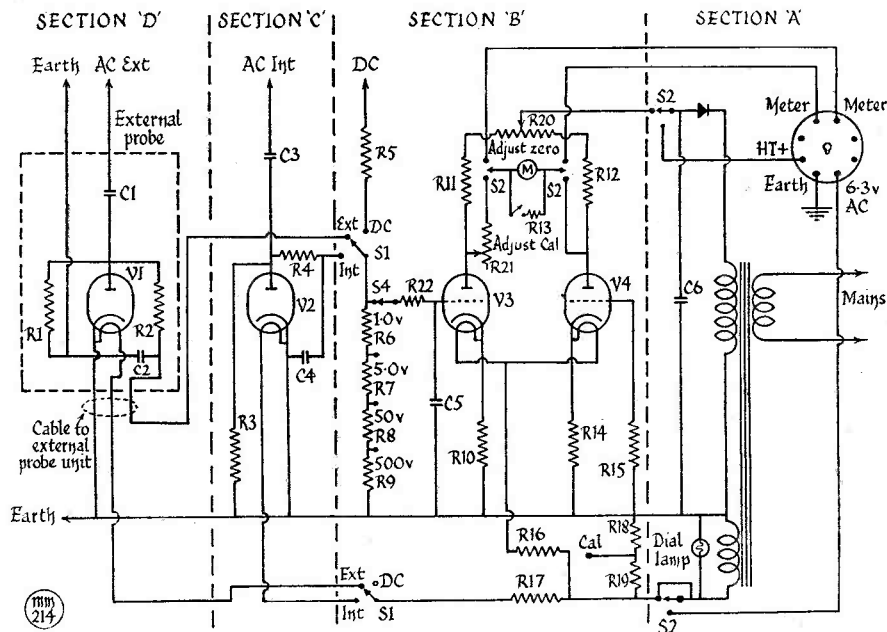 SECTION 'D'
SECTION 'C'
SECTION 'B'
SECTION 'A'
Earth
AC Ext
AC Int
DC
External
probe
C1
V1
R1
R2
C2
Cable to
external
probe unit
C3
R4
V2
C4
R3
R5
Ext
DC
S1
Int
S4
R22
1.0v
R6
5.0v
R7
50v
R8
500v
R9
C5
R20
Adjust zero
R11
M
R12
S2
S2
R13
Adjust Cal
R21
V3
V4
R10
R14
R15
S2
Meter
Meter
HT+
Earth
6.3v
AC
C6
Mains
Earth
R16
R18
Cal
R17
R19
Dial
lamp
Ext
DC
Int
S1
S2
mm
214